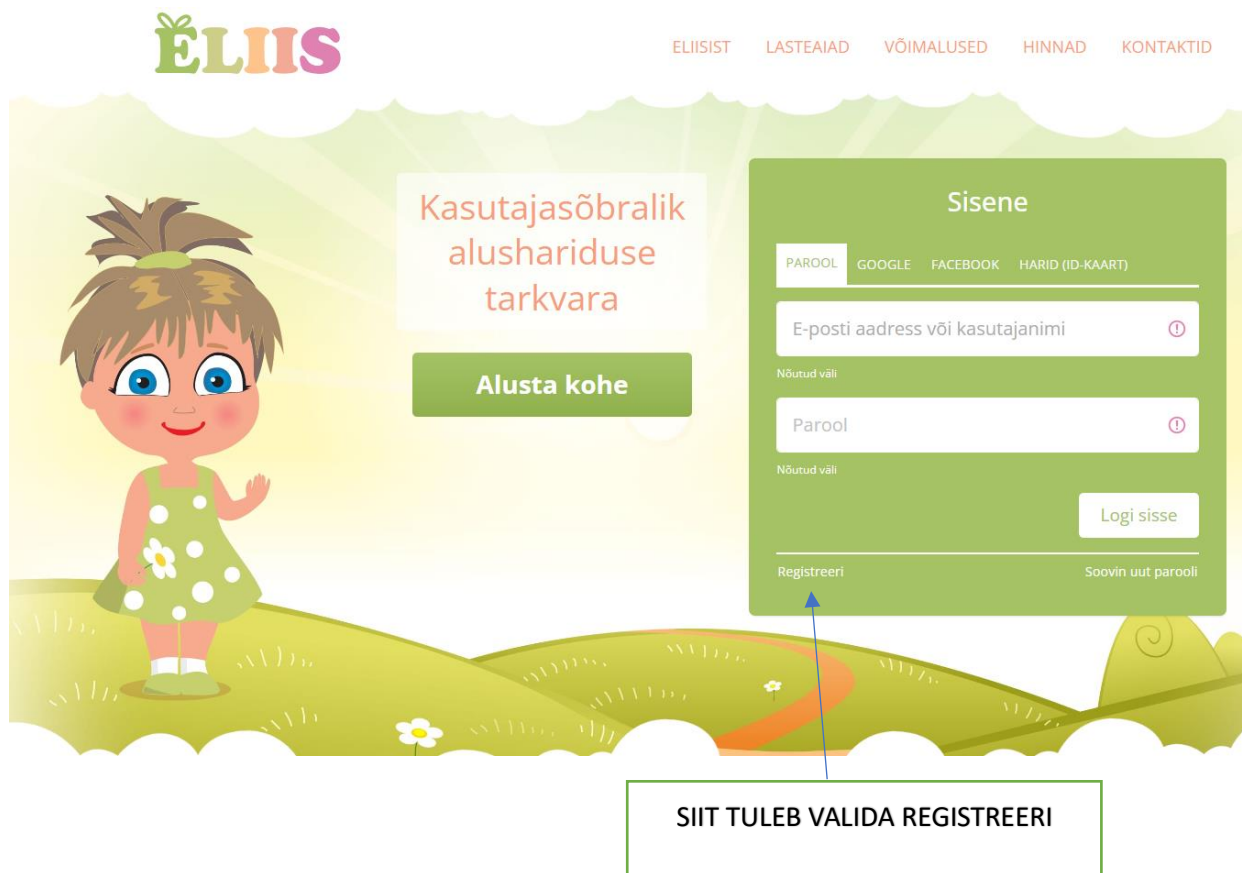 ELIIS
ELIISIST LASTEAIAD VÕIMALUSED HINNAD KONTAKTID
Kasutajasõbralik
alushariduse
tarkvara
Alusta kohe
Sisene
PAROOL GOOGLE FACEBOOK HARID (ID-KAART)
E-posti aadress või kasutajanimi
Nõutud väli
Parool
Nõutud väli
Logi sisse
Registreeri Soovin uut parooli
SIIT TULEB VALIDA REGISTREERI